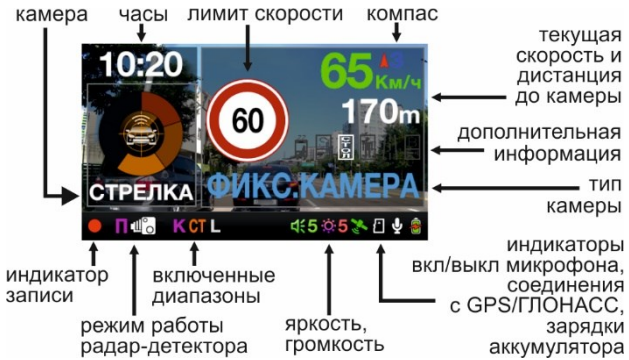 камера
часы
лимит скорости
компас
10:20
65 Км/ч
З
текущая
скорость и
дистанция
до камеры
60
170m
СТОП
дополнительная
информация
СТРЕЛКА
ФИКС.КАМЕРА
тип
камеры
П К СТ L 5 5
индикатор
записи
включенные
диапазоны
режим работы
радар-детектора
яркость,
громкость
индикаторы
вкл/выкл микрофона,
соединения
с GPS/ГЛОНАСС,
зарядки
аккумулятора